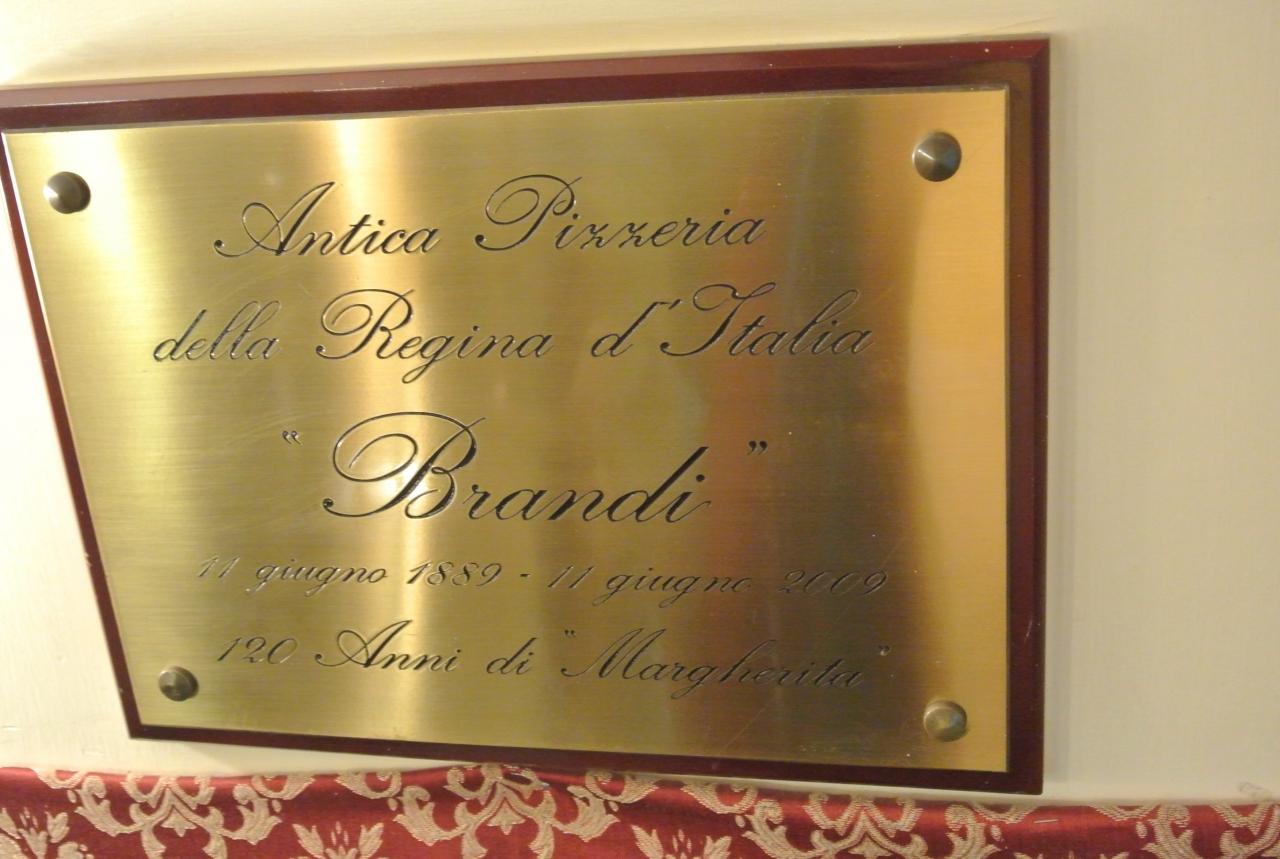 Antica Pizzeria
della Regina d'Italia
“Brandi”
11 giugno 1889 - 11 giugno 2009
120 Anni di "Margherita"